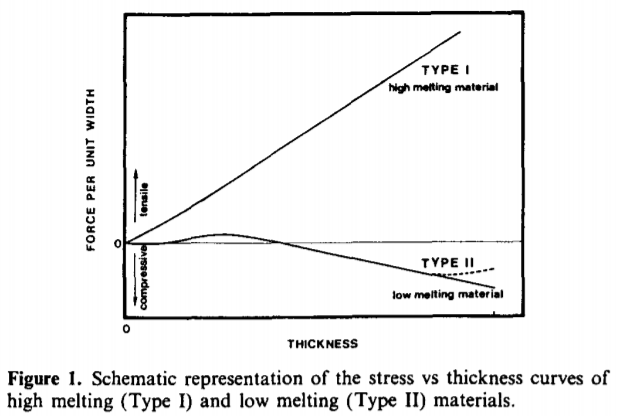 TYPE I
high melting material
FORCE PER UNIT WIDTH
tensile
0
compressive
TYPE II
low melting material
0
THICKNESS
Figure 1. Schematic representation of the stress vs thickness curves of
high melting (Type I) and low melting (Type II) materials.